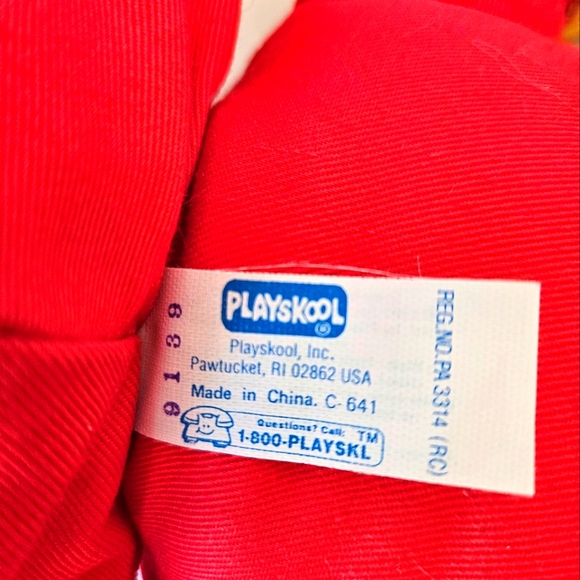 PLAYSKOOL®
Playskool, Inc.
Pawtucket, RI 02862 USA
Made in China. C-641
Questions? Call: TM
1-800-PLAYSKL
REG.NO.PA 3314 (RC)
9139